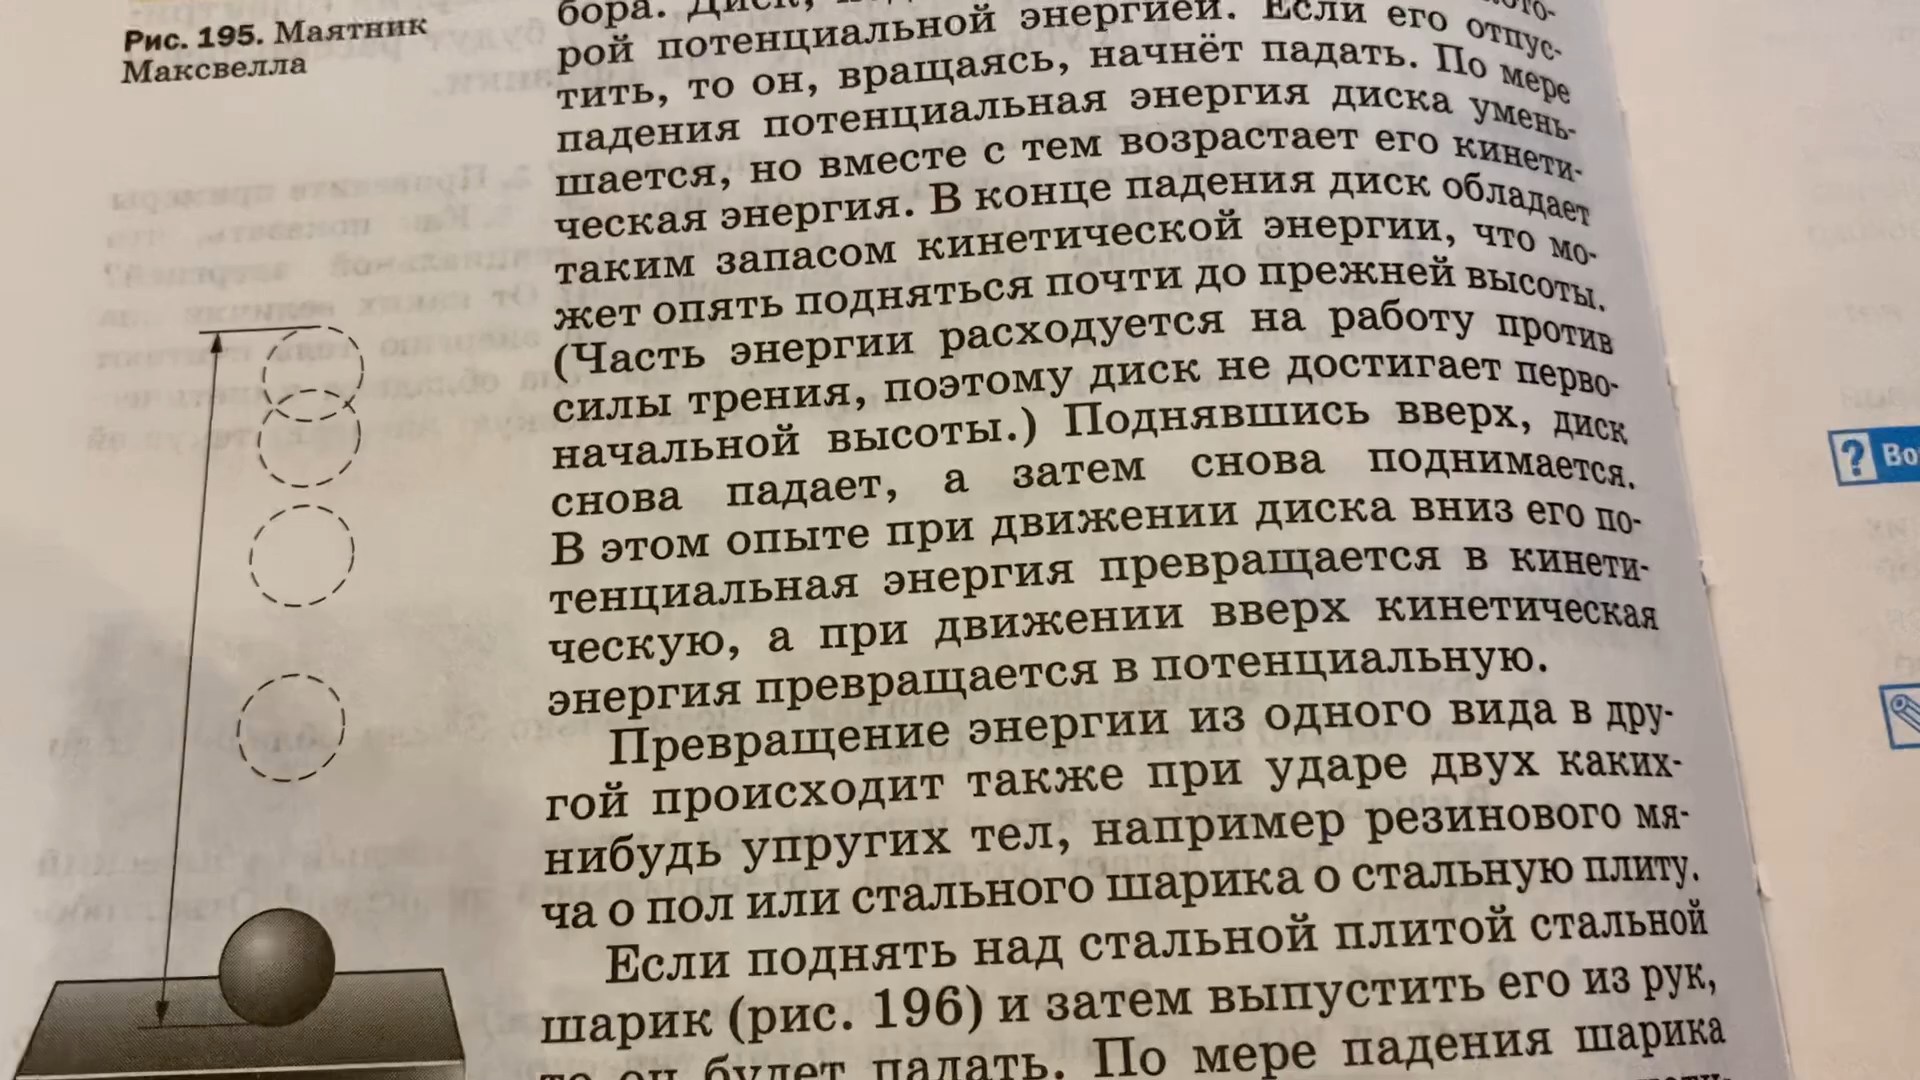 Рис. 195. Маятник
Максвелла
бора. Диск,
рой потенциальной энергией. Если его отпус-
тить, то он, вращаясь, начнёт падать. По мере
падения потенциальная энергия диска умень-
шается, но вместе с тем возрастает его кинети-
ческая энергия. В конце падения диск обладает
таким запасом кинетической энергии, что мо-
жет опять подняться почти до прежней высоты.
(Часть энергии расходуется на работу против
силы трения, поэтому диск не достигает перво-
начальной высоты.) Поднявшись вверх, диск
снова падает, а затем снова поднимается.
В этом опыте при движении диска вниз его по-
тенциальная энергия превращается в кинети-
ческую, а при движении вверх кинетическая
энергия превращается в потенциальную.
Превращение энергии из одного вида в дру-
гой происходит также при ударе двух каких-
нибудь упругих тел, например резинового мя-
ча о пол или стального шарика о стальную плиту.
Если поднять над стальной плитой стальной
шарик (рис. 196) и затем выпустить его из рук,
то он будет падать. По мере падения шарика
? Во